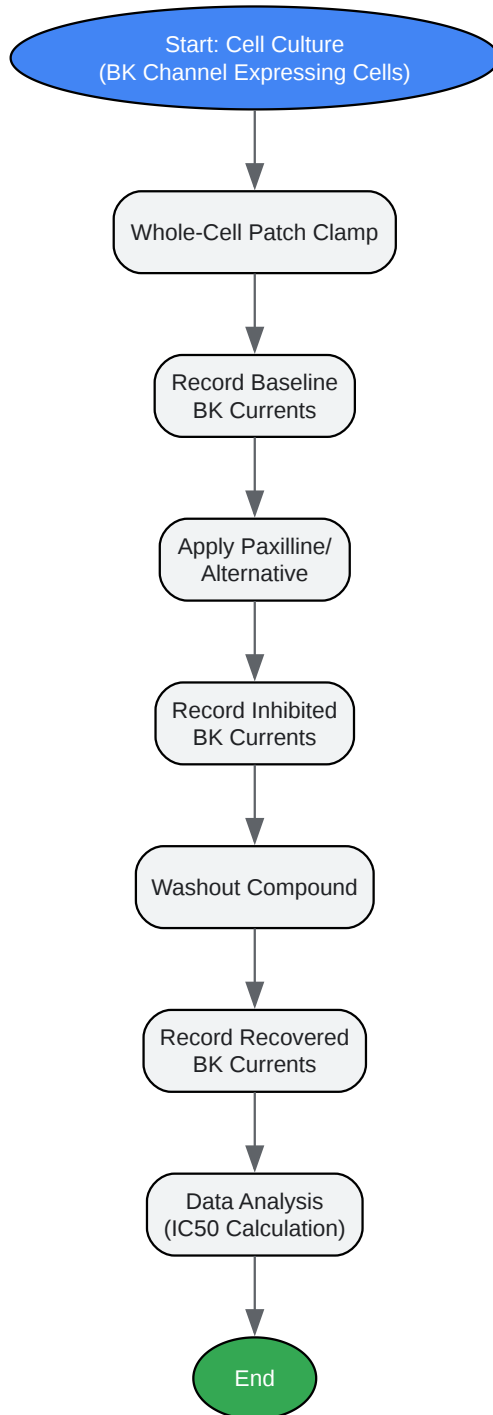 Start: Cell Culture
(BK Channel Expressing Cells)
Whole-Cell Patch Clamp
Record Baseline
BK Currents
Apply Paxilline/
Alternative
Record Inhibited
BK Currents
Washout Compound
Record Recovered
BK Currents
Data Analysis
(IC50 Calculation)
End